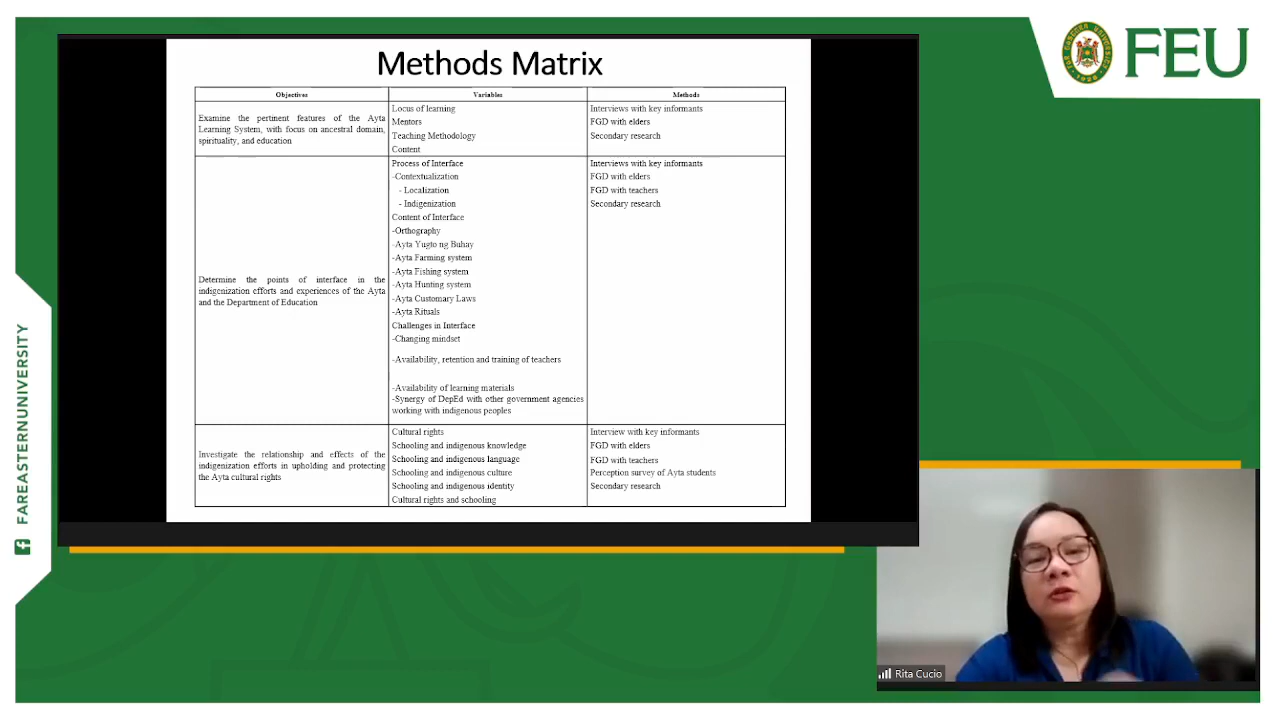 FEU
Methods Matrix
Objectives
Variables
Methods
Examine the pertinent features of the Ayta
Learning System, with focus on ancestral domain,
spirituality, and education
Locus of learning
Mentors
Teaching Methodology
Content
Interviews with key informants
FGD with elders
Secondary research
Determine the points of interface in the
indigenization efforts and experiences of the Ayta
and the Department of Education
Process of Interface
-Contextualization
- Localization
- Indigenization
Content of Interface
-Orthography
-Ayta Yugto ng Buhay
-Ayta Farming system
-Ayta Fishing system
-Ayta Hunting system
-Ayta Customary Laws
-Ayta Rituals
Challenges in Interface
-Changing mindset
-Availability, retention and training of teachers
-Availability of learning materials
-Synergy of DepEd with other government agencies
working with indigenous peoples
Interviews with key informants
FGD with elders
FGD with teachers
Secondary research
Investigate the relationship and effects of the
indigenization efforts in upholding and protecting
the Ayta cultural rights
Cultural rights
Schooling and indigenous knowledge
Schooling and indigenous language
Schooling and indigenous culture
Schooling and indigenous identity
Cultural rights and schooling
Interview with key informants
FGD with elders
FGD with teachers
Perception survey of Ayta students
Secondary research
FAREASTERNUNIVERSITY
Rita Cucio